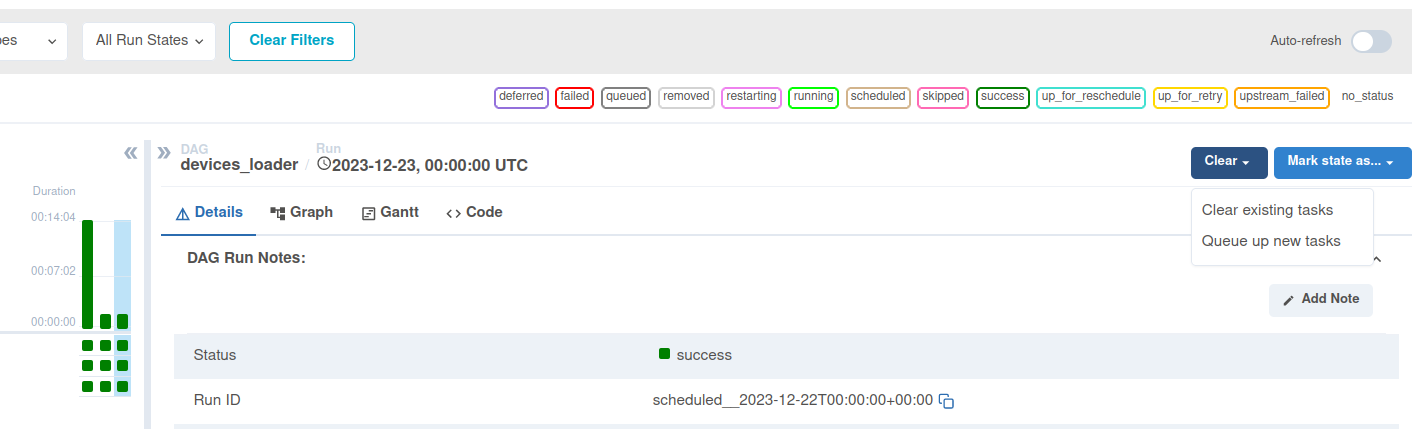 oes All Run States Clear Filters Auto-refresh
deferred failed queued removed restarting running scheduled skipped success up_for_reschedule up_for_retry upstream_failed no_status
DAG Run
devices_loader / 2023-12-23, 00:00:00 UTC
Clear Mark state as...
Clear existing tasks
Queue up new tasks
Duration
00:14:04
00:07:02
00:00:00
Details Graph Gantt Code
DAG Run Notes:
Add Note
Status success
Run ID scheduled__2023-12-22T00:00:00+00:00